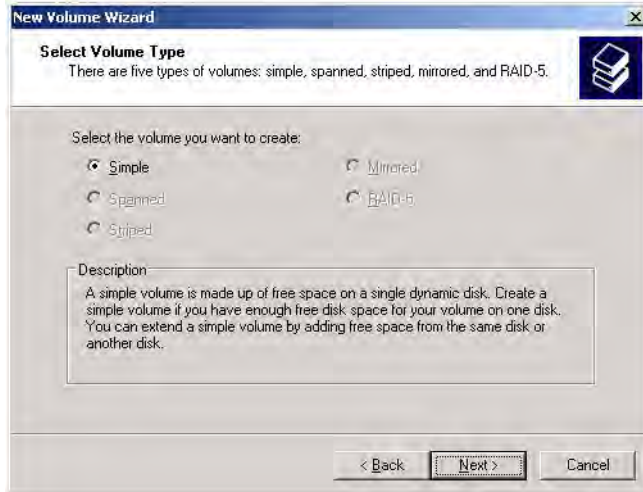 New Volume Wizard
Select Volume Type
There are five types of volumes: simple, spanned, striped, mirrored, and RAID-5.
Select the volume you want to create:
Simple
Mirrored
Spanned
RAID-5
Striped
Description
A simple volume is made up of free space on a single dynamic disk. Create a
simple volume if you have enough free disk space for your volume on one disk.
You can extend a simple volume by adding free space from the same disk or
another disk.
< Back
Next >
Cancel